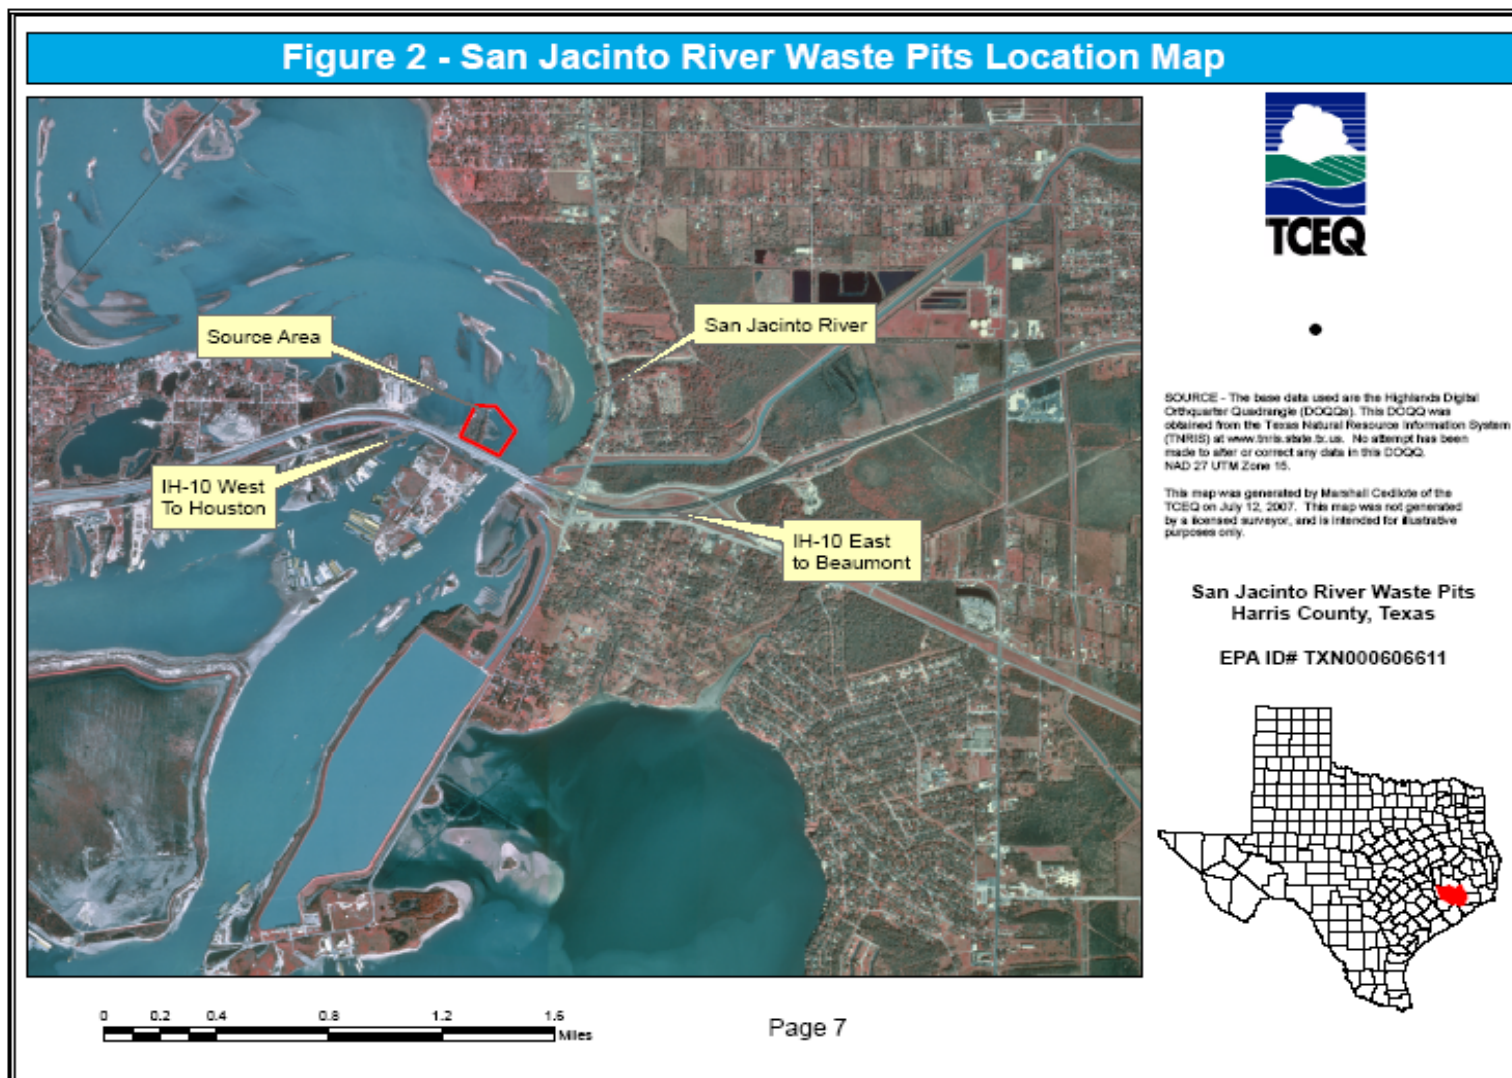 Figure 2 - San Jacinto River Waste Pits Location Map
TCEQ
Source Area
San Jacinto River
IH-10 West
To Houston
IH-10 East
to Beaumont
SOURCE - The base data used are the Highlands Digital
Orthquarter Quadrangle (DOQQs). This DOQQ was
obtained from the Texas Natural Resource Information System
(TNRIS) at www.tnris.state.tx.us. No attempt has been
made to alter or correct any data in this DOQQ.
NAD 27 UTM Zone 15.
This map was generated by Marshall Cedilote of the
TCEQ on July 12, 2007. This map was not generated
by a licensed surveyor, and is intended for illustrative
purposes only.
San Jacinto River Waste Pits
Harris County, Texas
EPA ID# TXN000606611
0 0.2 0.4 0.8 1.2 1.6
Miles
Page 7